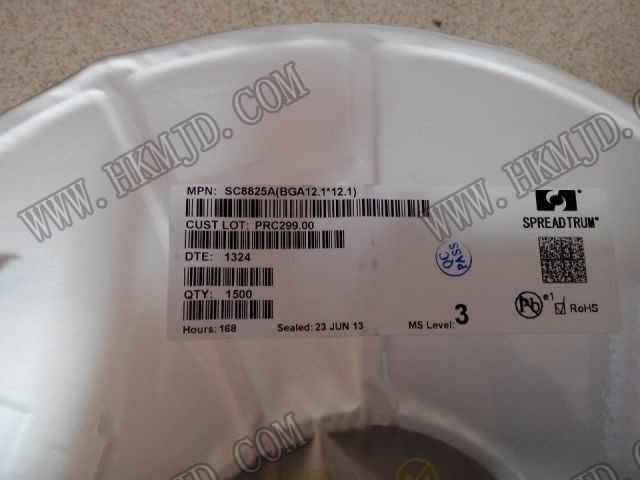 WWW.HKMJD.COM
WWW.HKMJD.COM
MPN: SC8825A(BGA12.1*12.1)
SPREADTRUM
CUST LOT: PRC299.00
DTE: 1324
QC PASS
QTY: 1500
Pb e1 RoHS
Hours: 168 Sealed: 23 JUN 13 MS Level: 3
WWW.HKMJD.COM